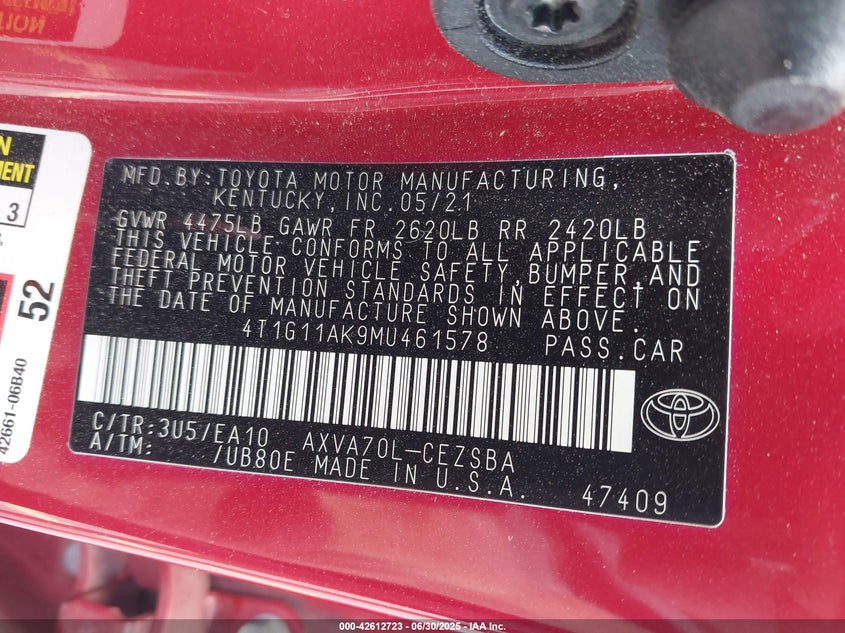 MFD.BY:TOYOTA MOTOR MANUFACTURING,
KENTUCKY,INC.05/21
GVWR 4475LB GAWR FR 2620LB RR 2420LB
THIS VEHICLE CONFORMS TO ALL APPLICABLE
FEDERAL MOTOR VEHICLE SAFETY,BUMPER,AND
THEFT PREVENTION STANDARDS IN EFFECT ON
THE DATE OF MANUFACTURE SHOWN ABOVE.
4T1G11AK9MU461578 PASS.CAR
C/TR:3U5/EA10 AXVA70L-CEZSBA
A/TM: /UB80E MADE IN U.S.A.
47409
3
52
42661-06B40
000-42612723 - 06/30/2025 - IAA Inc.